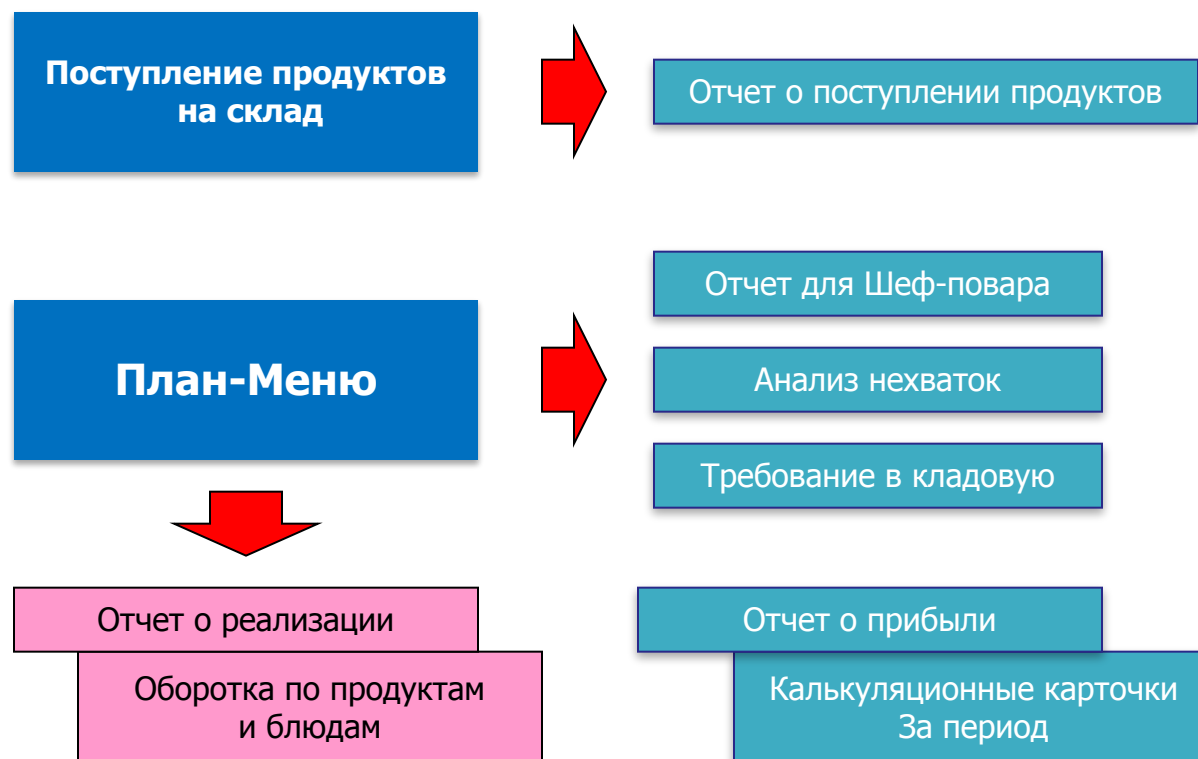 Поступление продуктов
на склад
Отчет о поступлении продуктов
План-Меню
Отчет для Шеф-повара
Анализ нехваток
Требование в кладовую
Отчет о реализации
Оборотка по продуктам
и блюдам
Отчет о прибыли
Калькуляционные карточки
За период